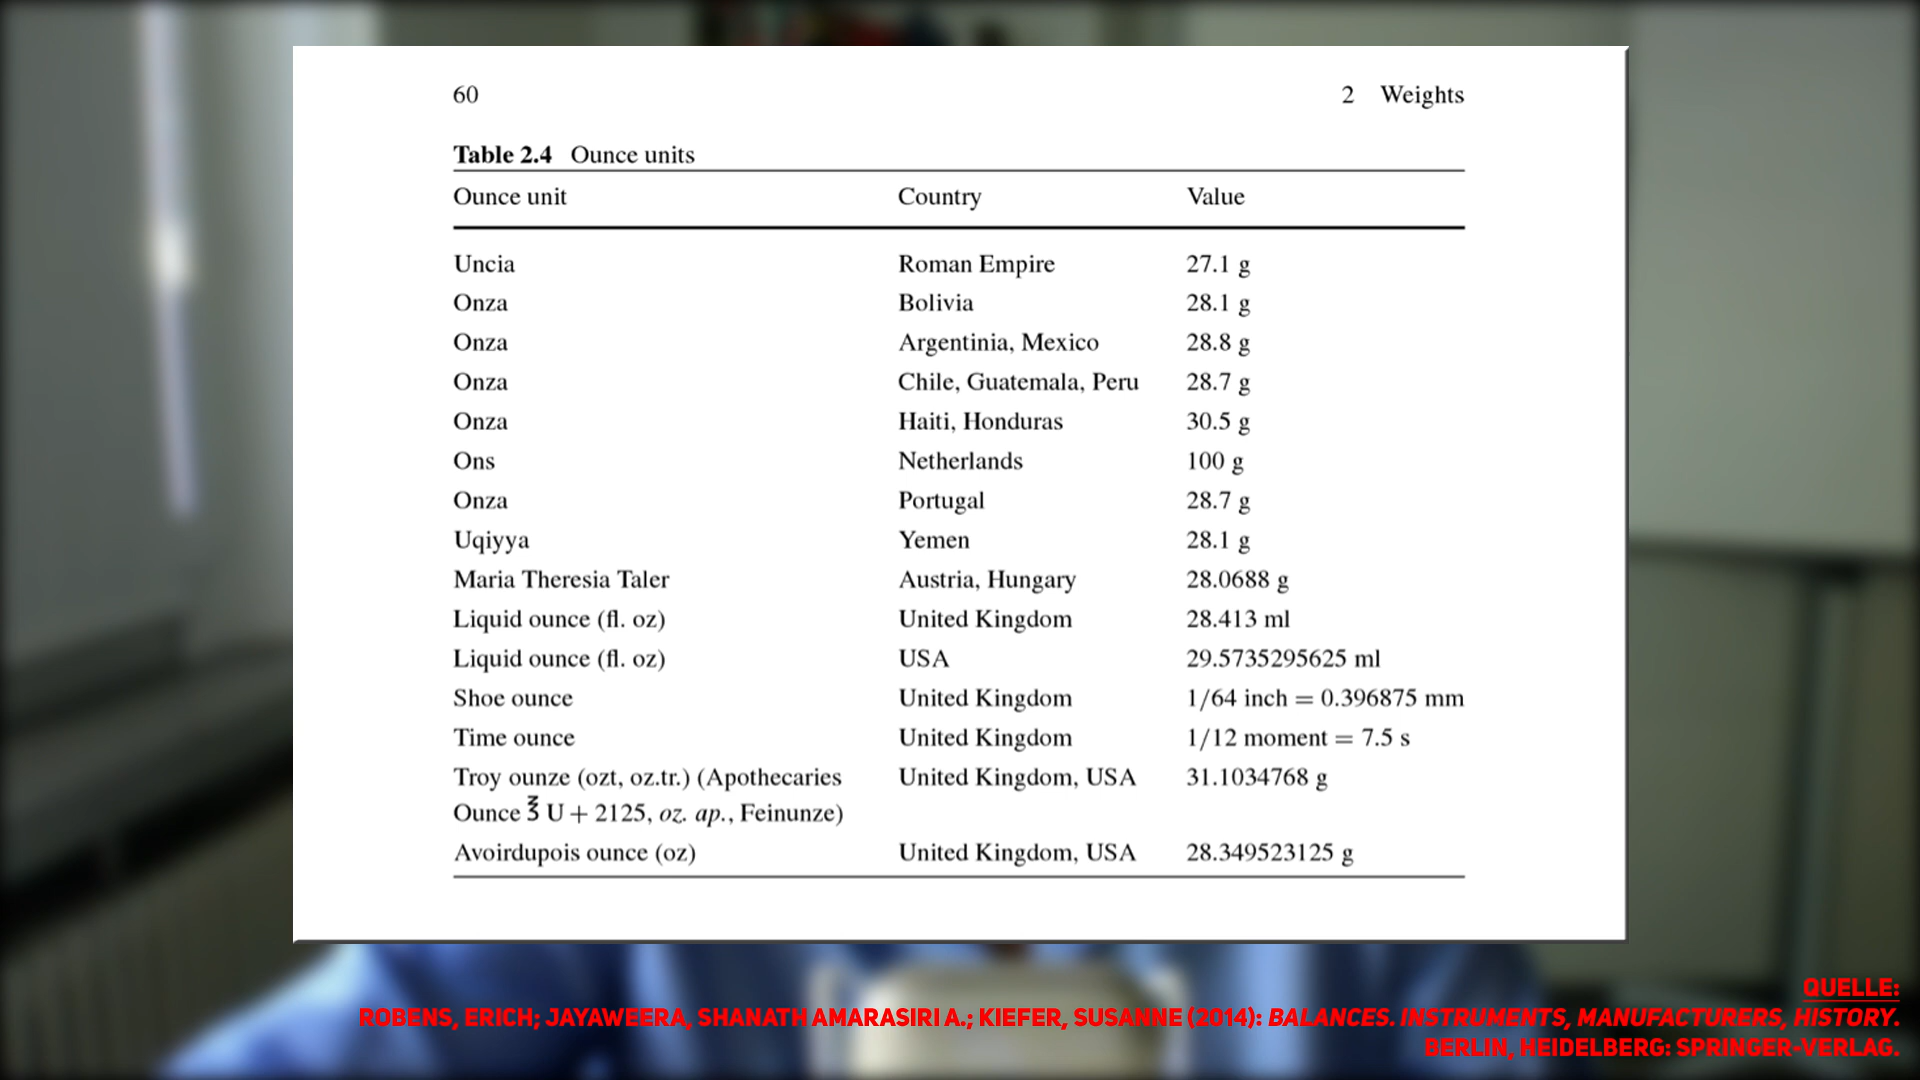 60 2 Weights
Table 2.4 Ounce units
Ounce unit Country Value
Uncia Roman Empire 27.1 g
Onza Bolivia 28.1 g
Onza Argentinia, Mexico 28.8 g
Onza Chile, Guatemala, Peru 28.7 g
Onza Haiti, Honduras 30.5 g
Ons Netherlands 100 g
Onza Portugal 28.7 g
Uqiyya Yemen 28.1 g
Maria Theresia Taler Austria, Hungary 28.0688 g
Liquid ounce (fl. oz) United Kingdom 28.413 ml
Liquid ounce (fl. oz) USA 29.5735295625 ml
Shoe ounce United Kingdom 1/64 inch = 0.396875 mm
Time ounce United Kingdom 1/12 moment = 7.5 s
Troy ounze (ozt, oz.tr.) (Apothecaries United Kingdom, USA 31.1034768 g
Ounce ℥ U + 2125, oz. ap., Feinunze)
Avoirdupois ounce (oz) United Kingdom, USA 28.349523125 g
QUELLE:
ROBENS, ERICH; JAYAWEERA, SHANATH AMARASIRI A.; KIEFER, SUSANNE (2014): BALANCES. INSTRUMENTS, MANUFACTURERS, HISTORY.
BERLIN, HEIDELBERG: SPRINGER-VERLAG.